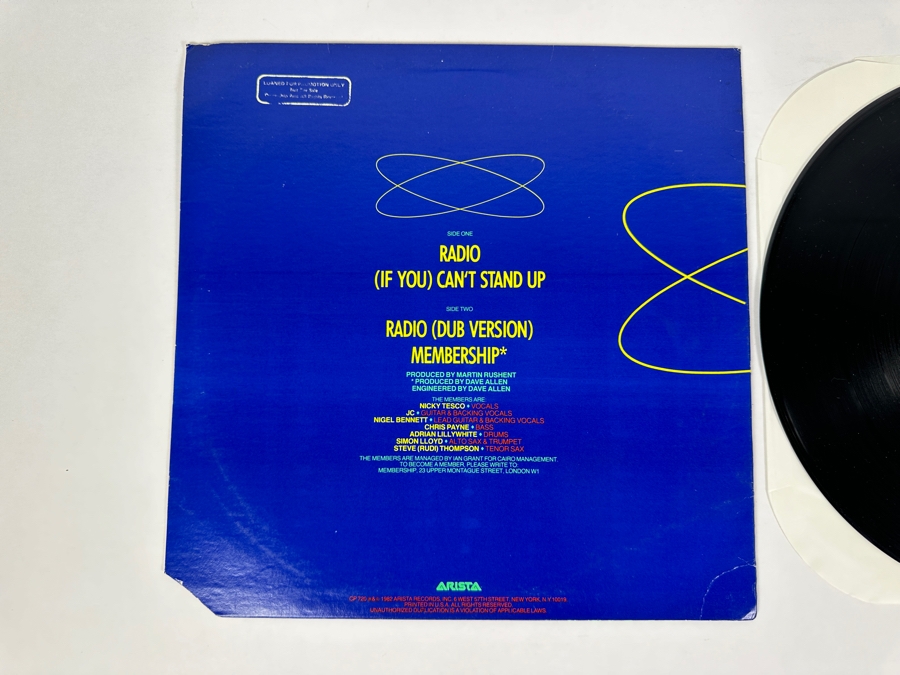 LOANED FOR PROMOTION ONLY
Not For Sale
SIDE ONE
RADIO
(IF YOU) CAN'T STAND UP
SIDE TWO
RADIO (DUB VERSION)
MEMBERSHIP*
PRODUCED BY MARTIN RUSHENT
* PRODUCED BY DAVE ALLEN
ENGINEERED BY DAVE ALLEN
THE MEMBERS ARE:
NICKY TESCO • VOCALS
JC • GUITAR & BACKING VOCALS
NIGEL BENNETT • LEAD GUITAR & BACKING VOCALS
CHRIS PAYNE • BASS
ADRIAN LILLYWHITE • DRUMS
SIMON LLOYD • ALTO SAX & TRUMPET
STEVE (RUDI) THOMPSON • TENOR SAX
THE MEMBERS ARE MANAGED BY IAN GRANT FOR CAIRO MANAGEMENT.
TO BECOME A MEMBER, PLEASE WRITE TO
MEMBERSHIP, 23 UPPER MONTAGUE STREET, LONDON W1
ARISTA
CP 725 ℗ & © 1982 ARISTA RECORDS, INC. 6 WEST 57TH STREET, NEW YORK, N.Y. 10019
PRINTED IN U.S.A. ALL RIGHTS RESERVED.
UNAUTHORIZED DUPLICATION IS A VIOLATION OF APPLICABLE LAWS.